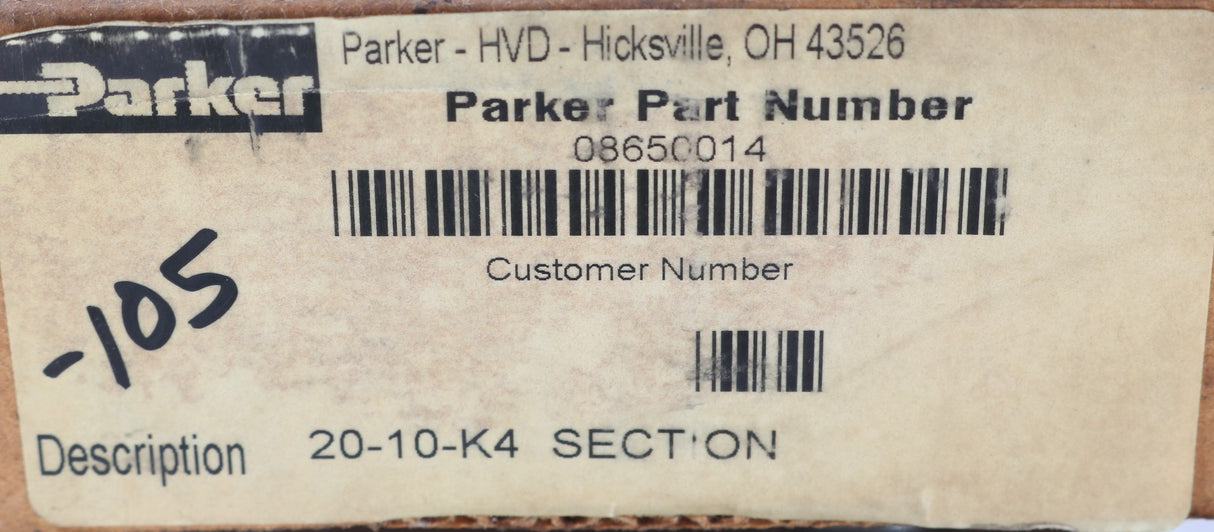 Parker
Parker - HVD - Hicksville, OH 43526
Parker Part Number
08650014
Customer Number
-105
Description 20-10-K4 SECTION